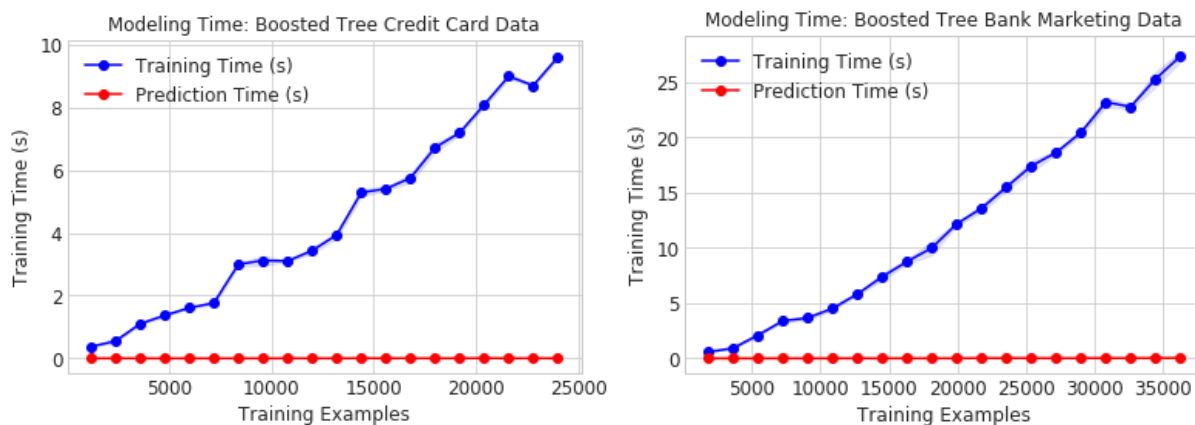 Modeling Time: Boosted Tree Credit Card Data
Training Time (s)
Prediction Time (s)
Training Time (s)
10
8
6
4
2
0
5000 10000 15000 20000 25000
Training Examples
Modeling Time: Boosted Tree Bank Marketing Data
Training Time (s)
Prediction Time (s)
Training Time (s)
25
20
15
10
5
0
5000 10000 15000 20000 25000 30000 35000
Training Examples